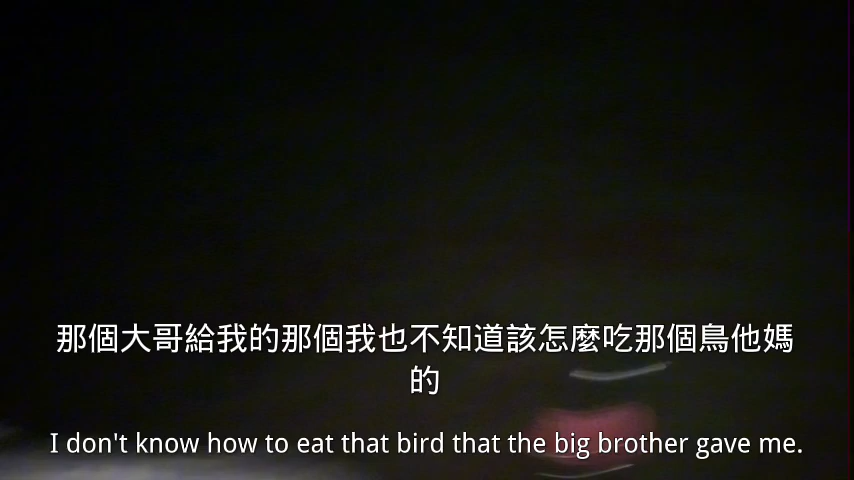 那個大哥給我的那個我也不知道該怎麼吃那個鳥他媽
的
I don't know how to eat that bird that the big brother gave me.